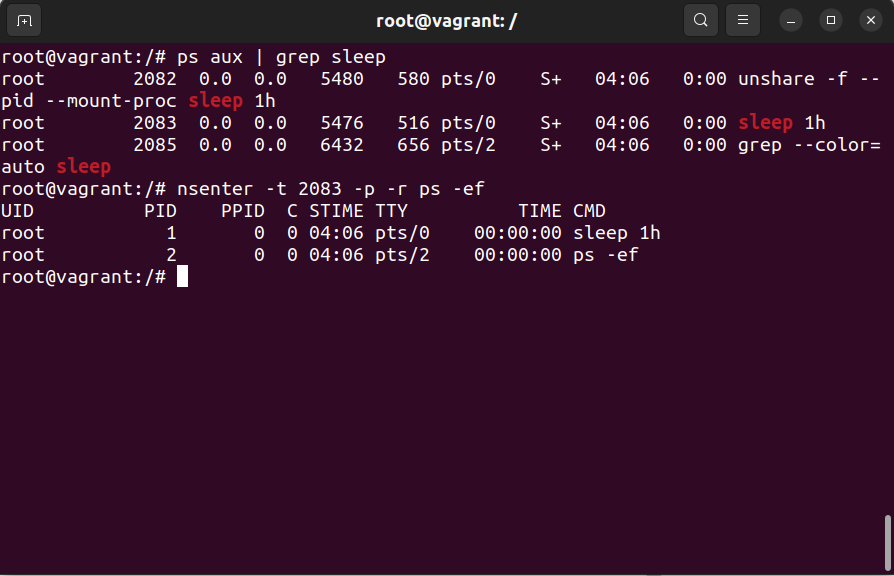 root@vagrant: /
root@vagrant:/# ps aux | grep sleep
root        2082  0.0  0.0   5480   580 pts/0    S+   04:06   0:00 unshare -f --
pid --mount-proc sleep 1h
root        2083  0.0  0.0   5476   516 pts/0    S+   04:06   0:00 sleep 1h
root        2085  0.0  0.0   6432   656 pts/2    S+   04:06   0:00 grep --color=
auto sleep
root@vagrant:/# nsenter -t 2083 -p -r ps -ef
UID          PID    PPID  C STIME TTY          TIME CMD
root           1       0  0 04:06 pts/0    00:00:00 sleep 1h
root           2       0  0 04:06 pts/2    00:00:00 ps -ef
root@vagrant:/#